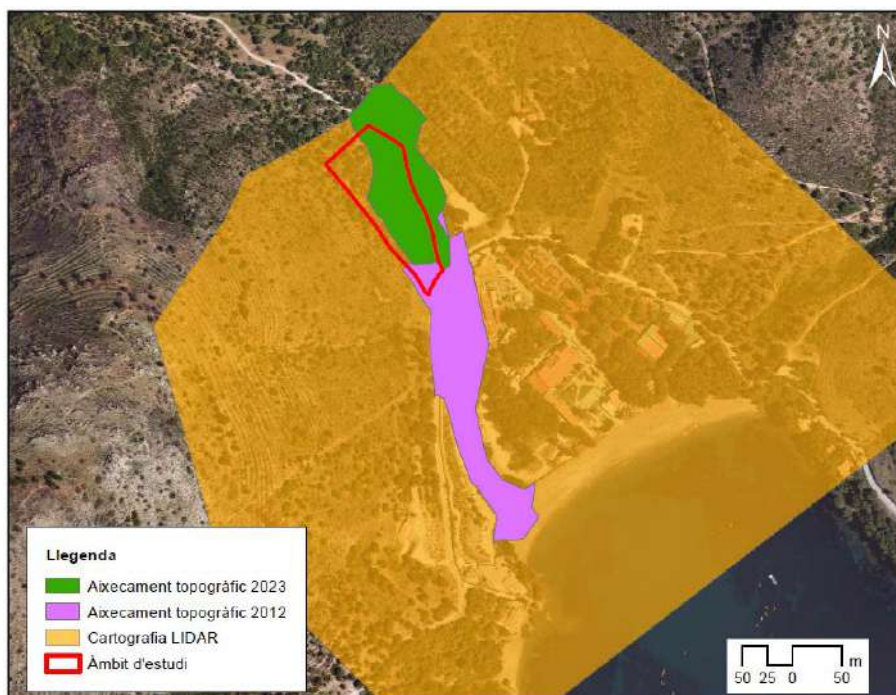 N
Llegenda
Aixecament topogràfic 2023
Aixecament topogràfic 2012
Cartografia LIDAR
Àmbit d'estudi
50 25 0 50 m